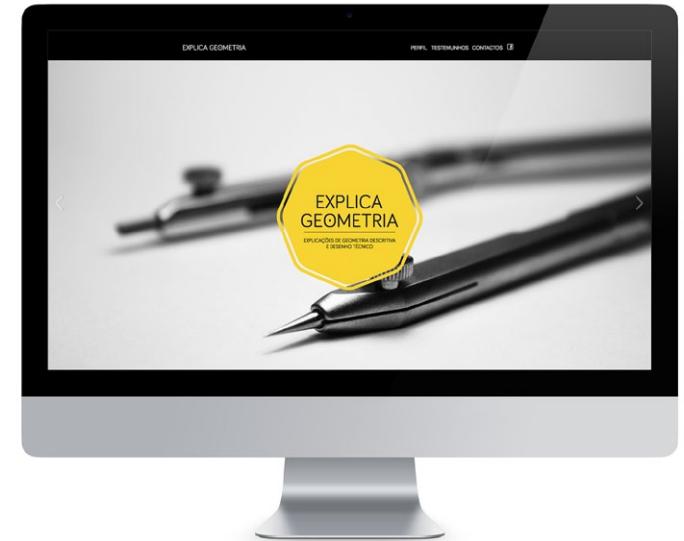 EXPLICA GEOMETRIA
PERFIL TESTEMUNHOS CONTACTOS
EXPLICA
GEOMETRIA
EXPLICAÇÕES DE GEOMETRIA DESCRITIVA
E DESENHO TÉCNICO